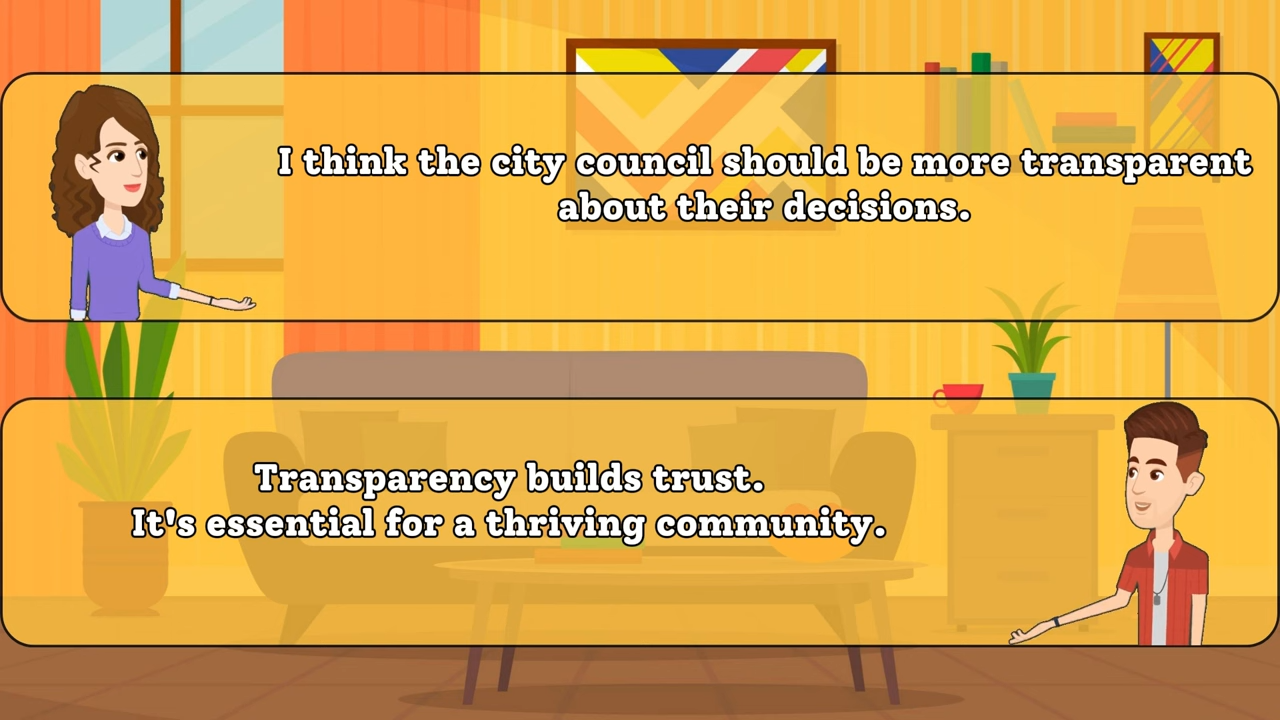 I think the city council should be more transparent
about their decisions.
Transparency builds trust.
It's essential for a thriving community.